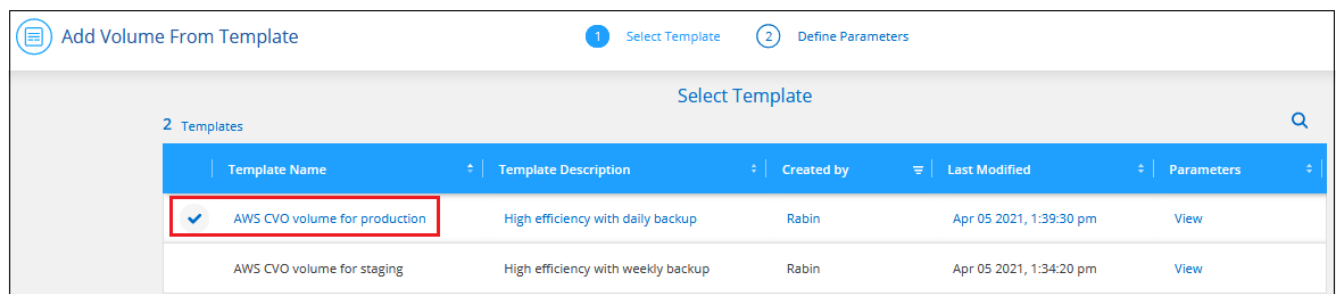 Add Volume From Template
1 Select Template 2 Define Parameters
Select Template
2 Templates
Template Name Template Description Created by Last Modified Parameters
AWS CVO volume for production High efficiency with daily backup Rabin Apr 05 2021, 1:39:30 pm View
AWS CVO volume for staging High efficiency with weekly backup Rabin Apr 05 2021, 1:34:20 pm View